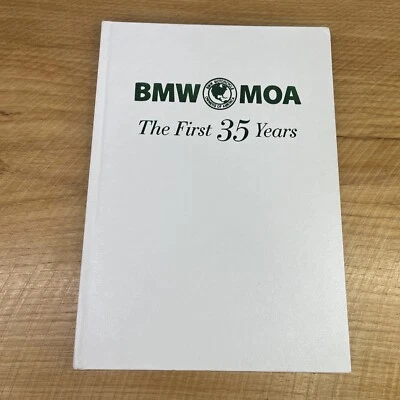 BMW MOA
The First 35 Years